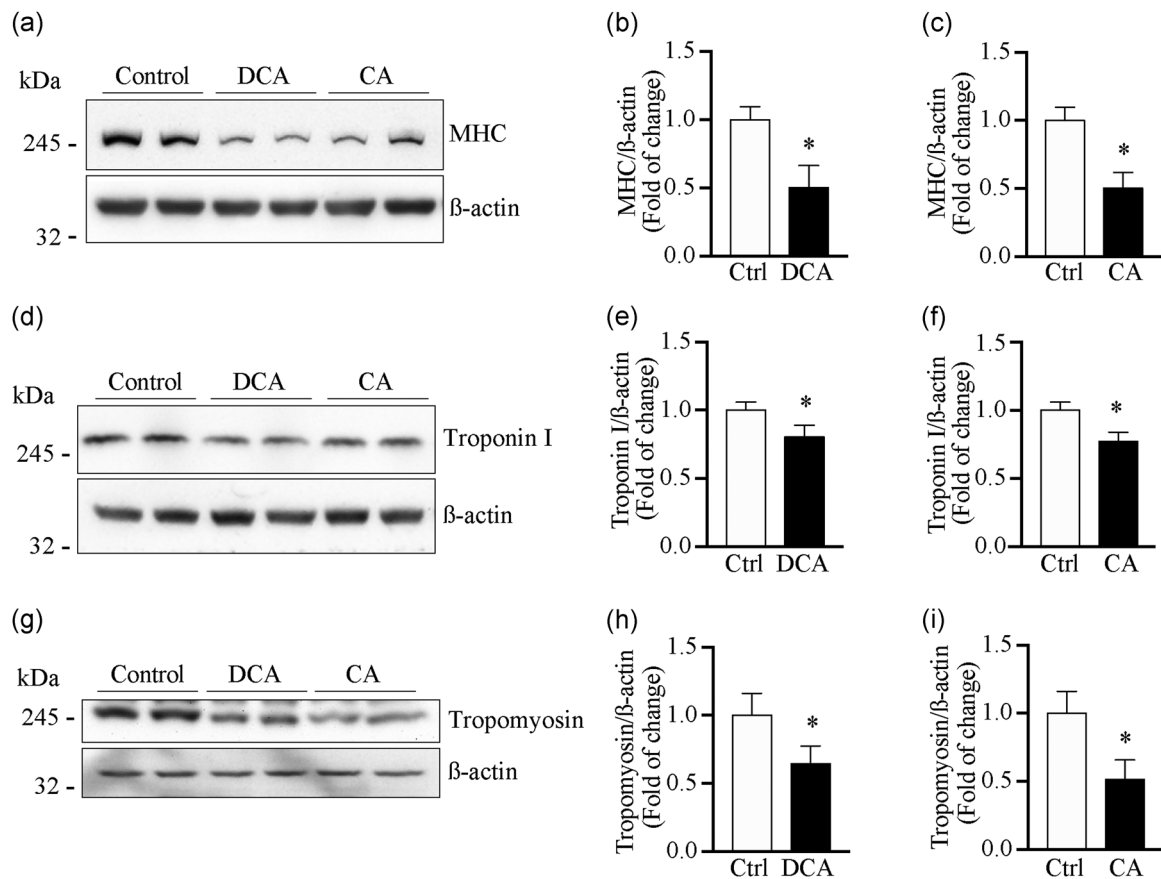 (a)
kDa
Control DCA CA
245 -
MHC
ß-actin
32 -
(b)
MHC/ß-actin
(Fold of change)
1.5
1.0
0.5
0.0
*
Ctrl DCA
(c)
MHC/ß-actin
(Fold of change)
1.5
1.0
0.5
0.0
*
Ctrl CA
(d)
kDa
Control DCA CA
245 -
Troponin I
ß-actin
32 -
(e)
Troponin I/ß-actin
(Fold of change)
1.5
1.0
0.5
0.0
*
Ctrl DCA
(f)
Troponin I/ß-actin
(Fold of change)
1.5
1.0
0.5
0.0
*
Ctrl CA
(g)
kDa
Control DCA CA
245 -
Tropomyosin
ß-actin
32 -
(h)
Tropomyosin/ß-actin
(Fold of change)
1.5
1.0
0.5
0.0
*
Ctrl DCA
(i)
Tropomyosin/ß-actin
(Fold of change)
1.5
1.0
0.5
0.0
*
Ctrl CA